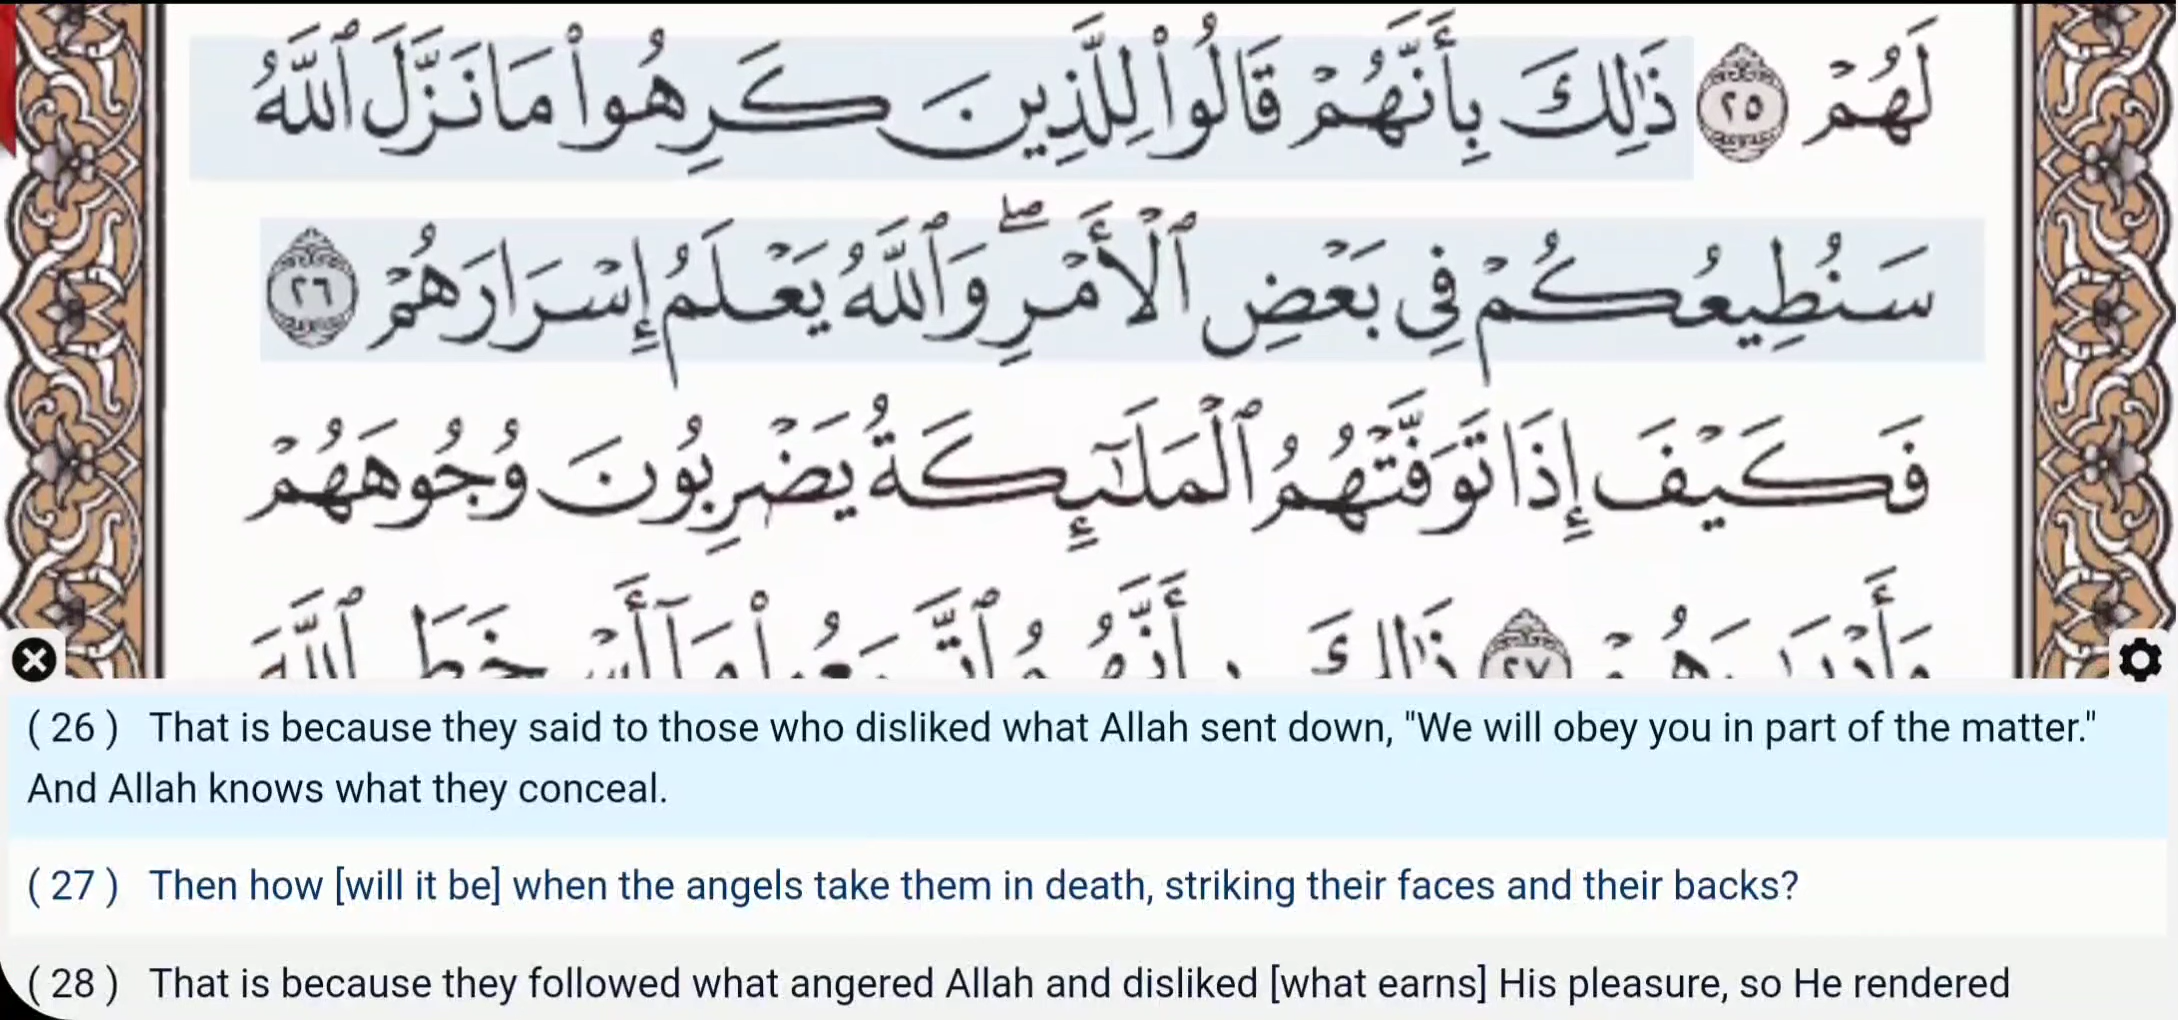 لَهُمْ ٢٥ ذَٰلِكَ بِأَنَّهُمْ قَالُوا۟ لِلَّذِينَ كَرِهُوا۟ مَا نَزَّلَ ٱللَّهُ
سَنُطِيعُكُمْ فِى بَعْضِ ٱلْأَمْرِ ۖ وَٱللَّهُ يَعْلَمُ إِسْرَارَهُمْ ٢٦
فَكَيْفَ إِذَا تَوَفَّتْهُمُ ٱلْمَلَٰٓئِكَةُ يَضْرِبُونَ وُجُوهَهُمْ
وَأَدْبَٰرَهُمْ ٢٧ ذَٰلِكَ بِأَنَّهُمُ ٱتَّبَعُوا۟ مَآ أَسْخَطَ ٱللَّهَ
( 26 ) That is because they said to those who disliked what Allah sent down, "We will obey you in part of the matter."
And Allah knows what they conceal.
( 27 ) Then how [will it be] when the angels take them in death, striking their faces and their backs?
( 28 ) That is because they followed what angered Allah and disliked [what earns] His pleasure, so He rendered